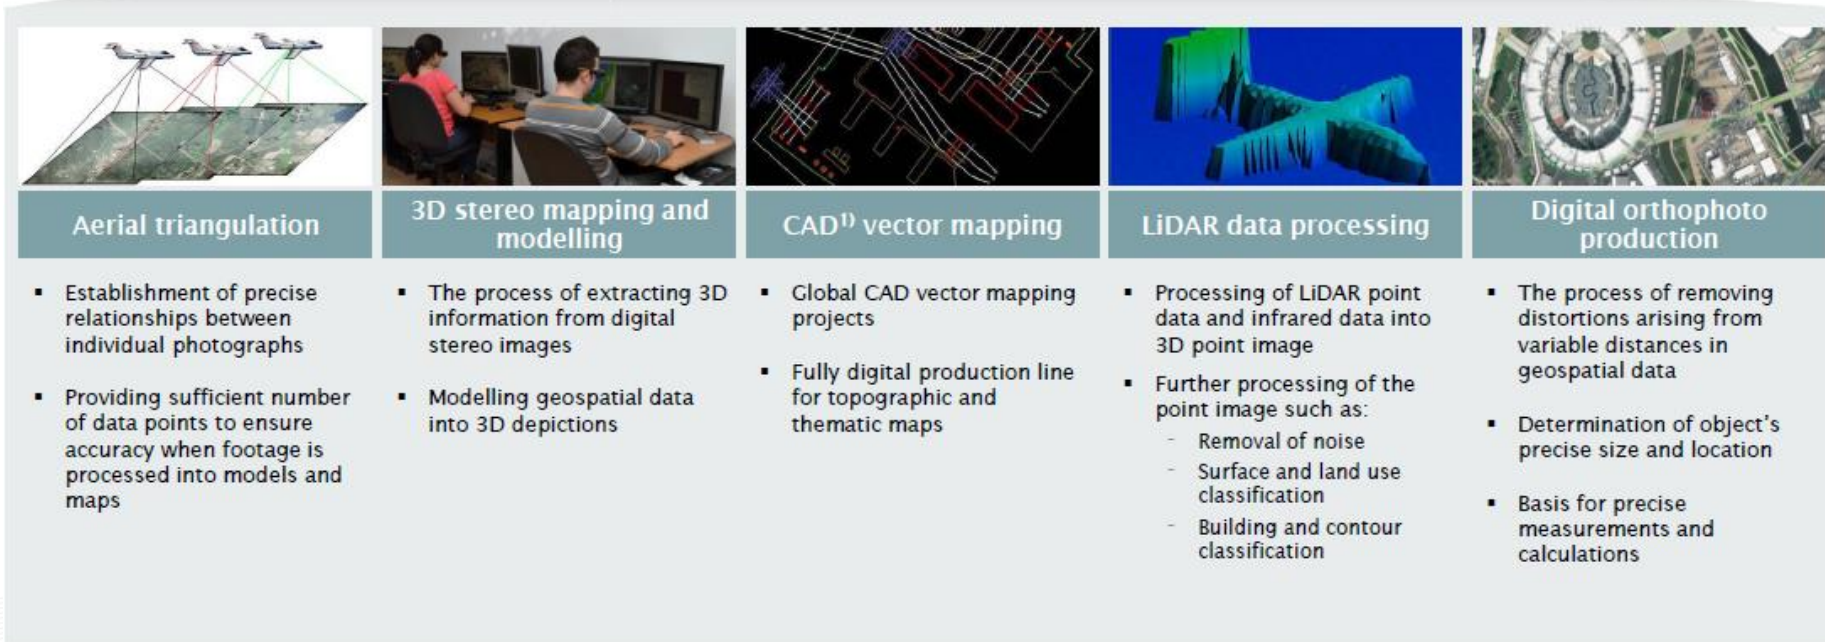 Aerial triangulation
▪ Establishment of precise
relationships between
individual photographs
▪ Providing sufficient number
of data points to ensure
accuracy when footage is
processed into models and
maps
3D stereo mapping and
modelling
▪ The process of extracting 3D
information from digital
stereo images
▪ Modelling geospatial data
into 3D depictions
CAD¹⁾ vector mapping
▪ Global CAD vector mapping
projects
▪ Fully digital production line
for topographic and
thematic maps
LiDAR data processing
▪ Processing of LiDAR point
data and infrared data into
3D point image
▪ Further processing of the
point image such as:
- Removal of noise
- Surface and land use
classification
- Building and contour
classification
Digital orthophoto
production
▪ The process of removing
distortions arising from
variable distances in
geospatial data
▪ Determination of object's
precise size and location
▪ Basis for precise
measurements and
calculations